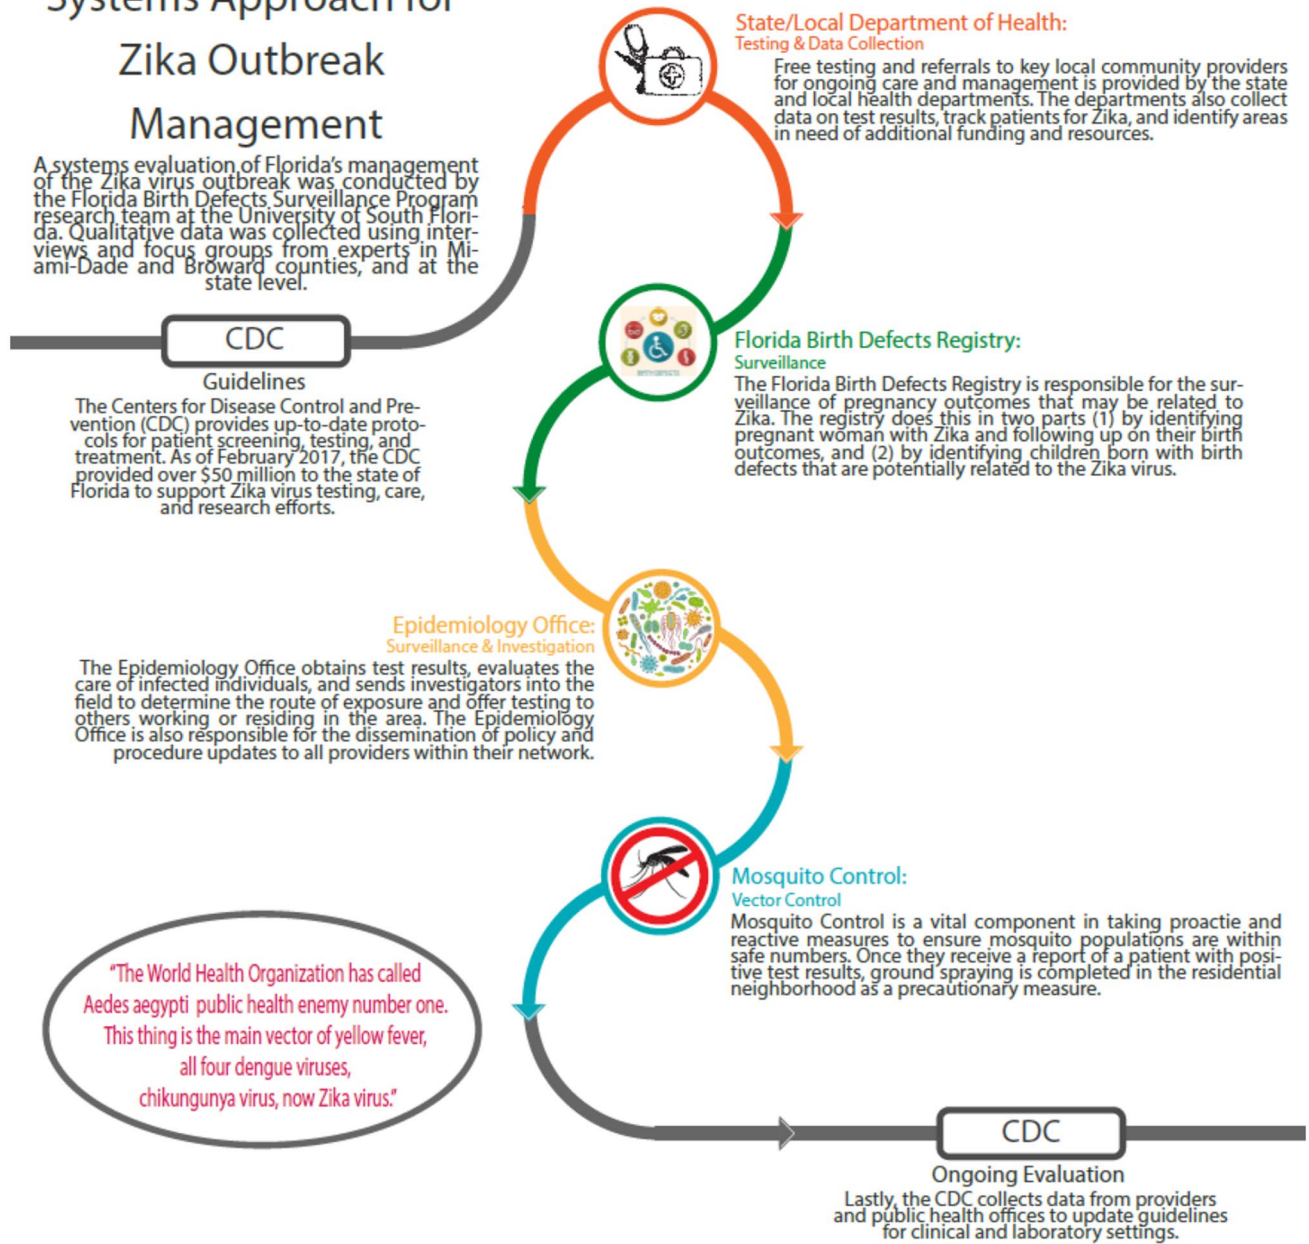 Systems Approach for
Zika Outbreak
Management
A systems evaluation of Florida's management
of the Zika virus outbreak was conducted by
the Florida Birth Defects Surveillance Program
research team at the University of South Flori-
da. Qualitative data was collected using inter-
views and focus groups from experts in Mi-
ami-Dade and Broward counties, and at the
state level.
CDC
Guidelines
The Centers for Disease Control and Pre-
vention (CDC) provides up-to-date proto-
cols for patient screening, testing, and
treatment. As of February 2017, the CDC
provided over $50 million to the state of
Florida to support Zika virus testing, care,
and research efforts.
State/Local Department of Health:
Testing & Data Collection
Free testing and referrals to key local community providers
for ongoing care and management is provided by the state
and local health departments. The departments also collect
data on test results, track patients for Zika, and identify areas
in need of additional funding and resources.
BIRTH DEFECTS
Florida Birth Defects Registry:
Surveillance
The Florida Birth Defects Registry is responsible for the sur-
veillance of pregnancy outcomes that may be related to
Zika. The registry does this in two parts (1) by identifying
pregnant woman with Zika and following up on their birth
outcomes, and (2) by identifying children born with birth
defects that are potentially related to the Zika virus.
Epidemiology Office:
Surveillance & Investigation
The Epidemiology Office obtains test results, evaluates the
care of infected individuals, and sends investigators into the
field to determine the route of exposure and offer testing to
others working or residing in the area. The Epidemiology
Office is also responsible for the dissemination of policy and
procedure updates to all providers within their network.
Mosquito Control:
Vector Control
Mosquito Control is a vital component in taking proactie and
reactive measures to ensure mosquito populations are within
safe numbers. Once they receive a report of a patient with posi-
tive test results, ground spraying is completed in the residential
neighborhood as a precautionary measure.
"The World Health Organization has called
Aedes aegypti public health enemy number one.
This thing is the main vector of yellow fever,
all four dengue viruses,
chikungunya virus, now Zika virus."
CDC
Ongoing Evaluation
Lastly, the CDC collects data from providers
and public health offices to update guidelines
for clinical and laboratory settings.